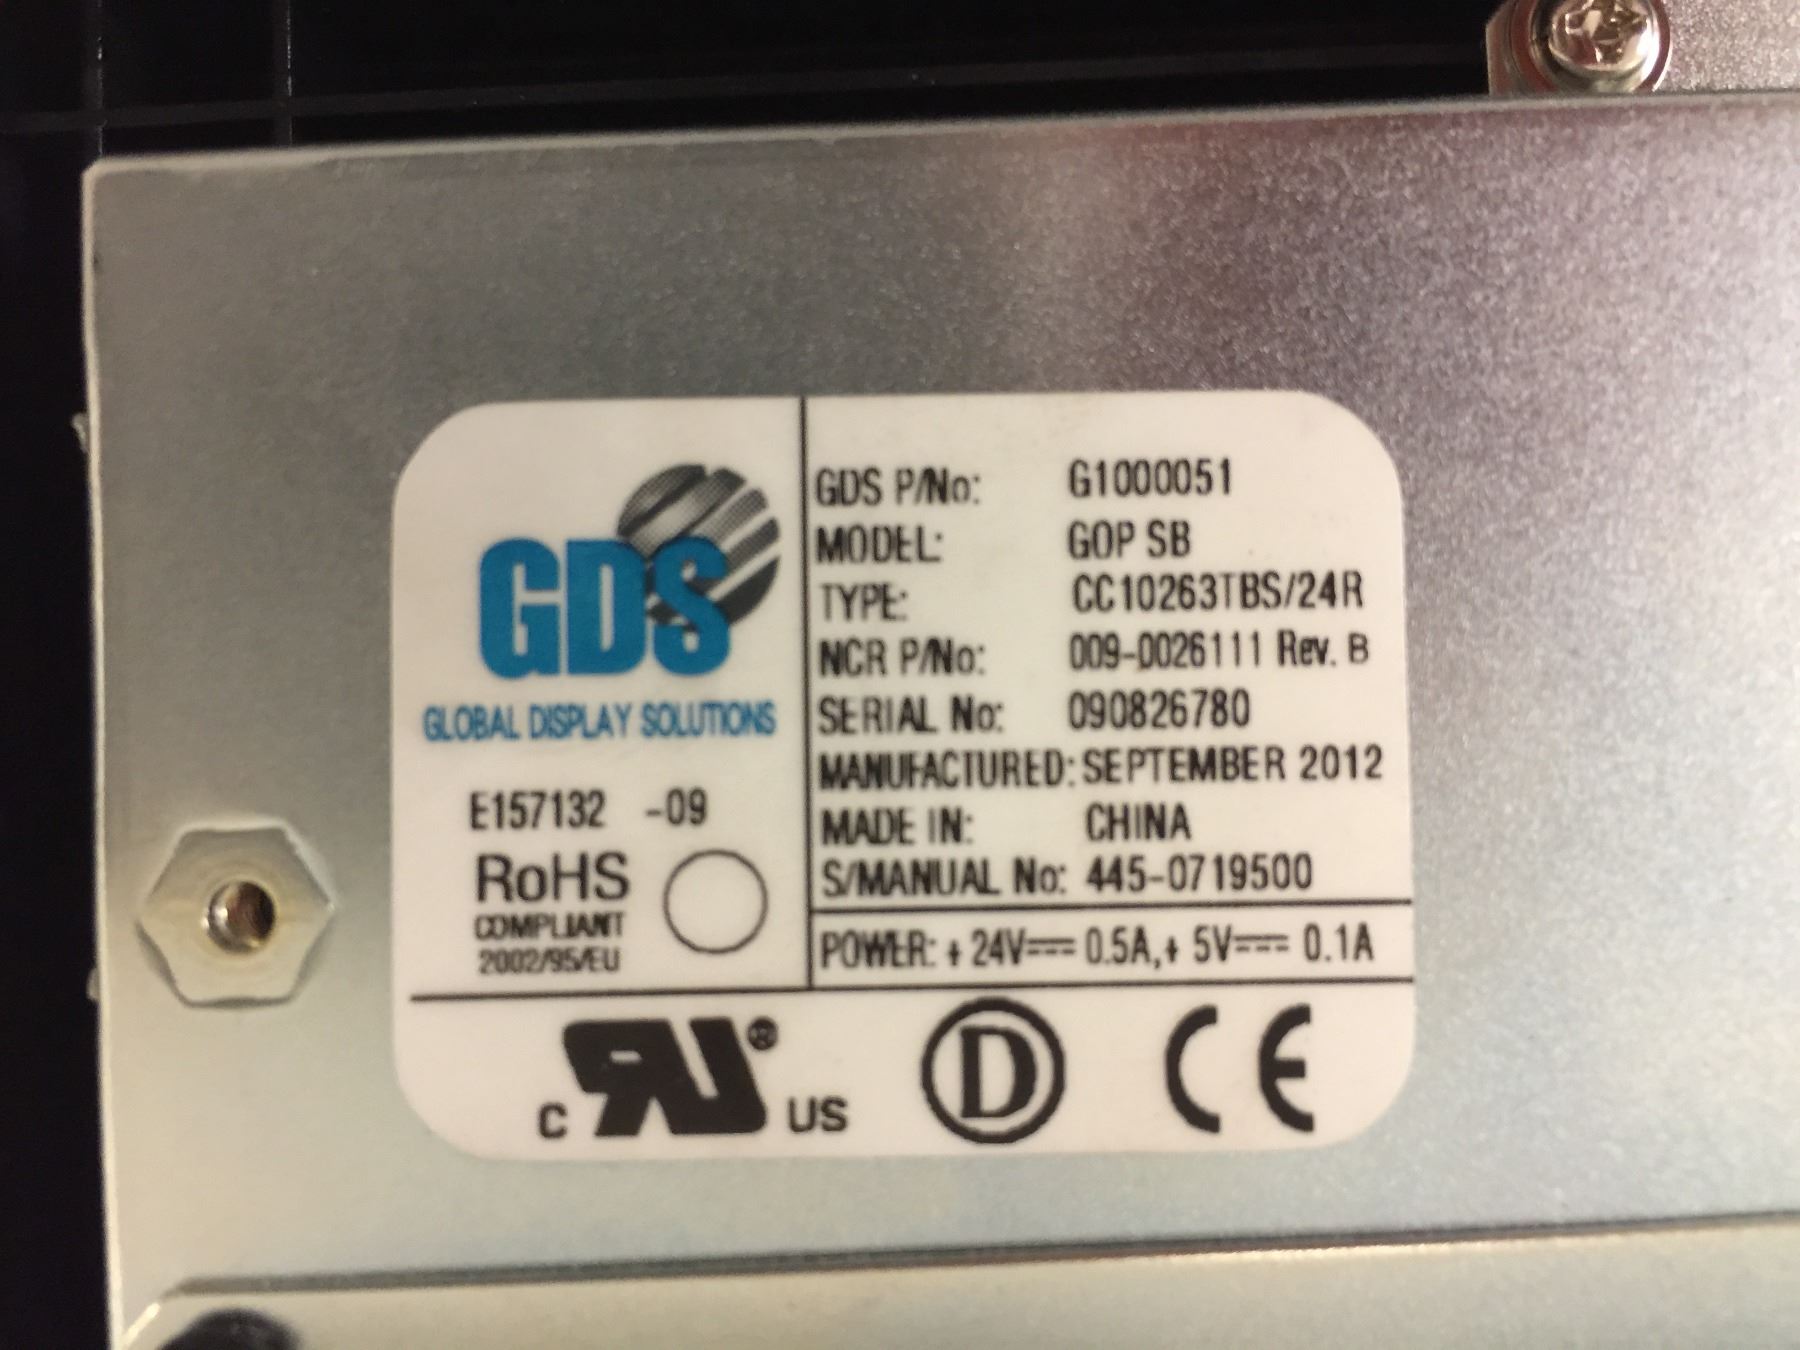 GDS
GLOBAL DISPLAY SOLUTIONS
E157132 -09
RoHS
COMPLIANT
2002/95/EU
GDS P/No: G1000051
MODEL: GOP SB
TYPE: CC10263TBS/24R
NCR P/No: 009-0026111 Rev. B
SERIAL No: 090826780
MANUFACTURED: SEPTEMBER 2012
MADE IN: CHINA
S/MANUAL No: 445-0719500
POWER: + 24V⎓ 0.5A, + 5V⎓ 0.1A
C RU® US
D
CE